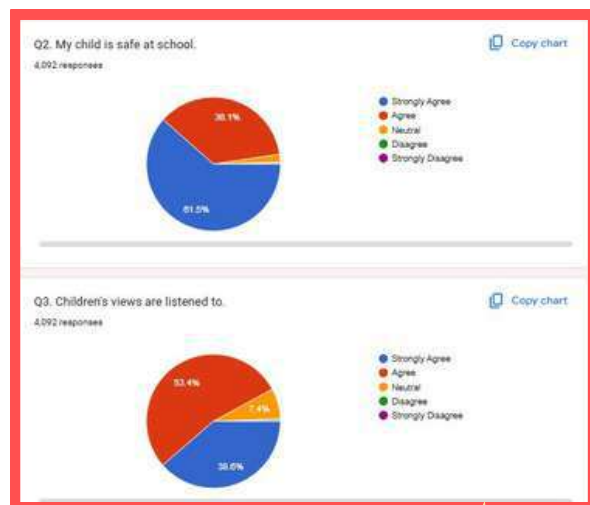 Q2. My child is safe at school.
Copy chart
4,092 responses
Strongly Agree
Agree
Neutral
Disagree
Strongly Disagree
36.1%
61.5%
Q3. Children's views are listened to.
Copy chart
4,092 responses
Strongly Agree
Agree
Neutral
Disagree
Strongly Disagree
53.4%
7.4%
38.6%